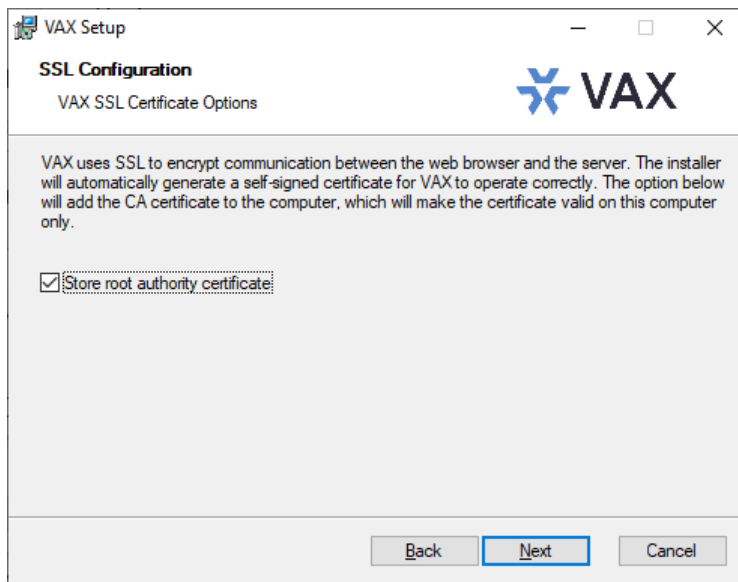 VAX Setup
SSL Configuration
VAX SSL Certificate Options
VAX
VAX uses SSL to encrypt communication between the web browser and the server. The installer
will automatically generate a self-signed certificate for VAX to operate correctly. The option below
will add the CA certificate to the computer, which will make the certificate valid on this computer
only.
Store root authority certificate
Back
Next
Cancel